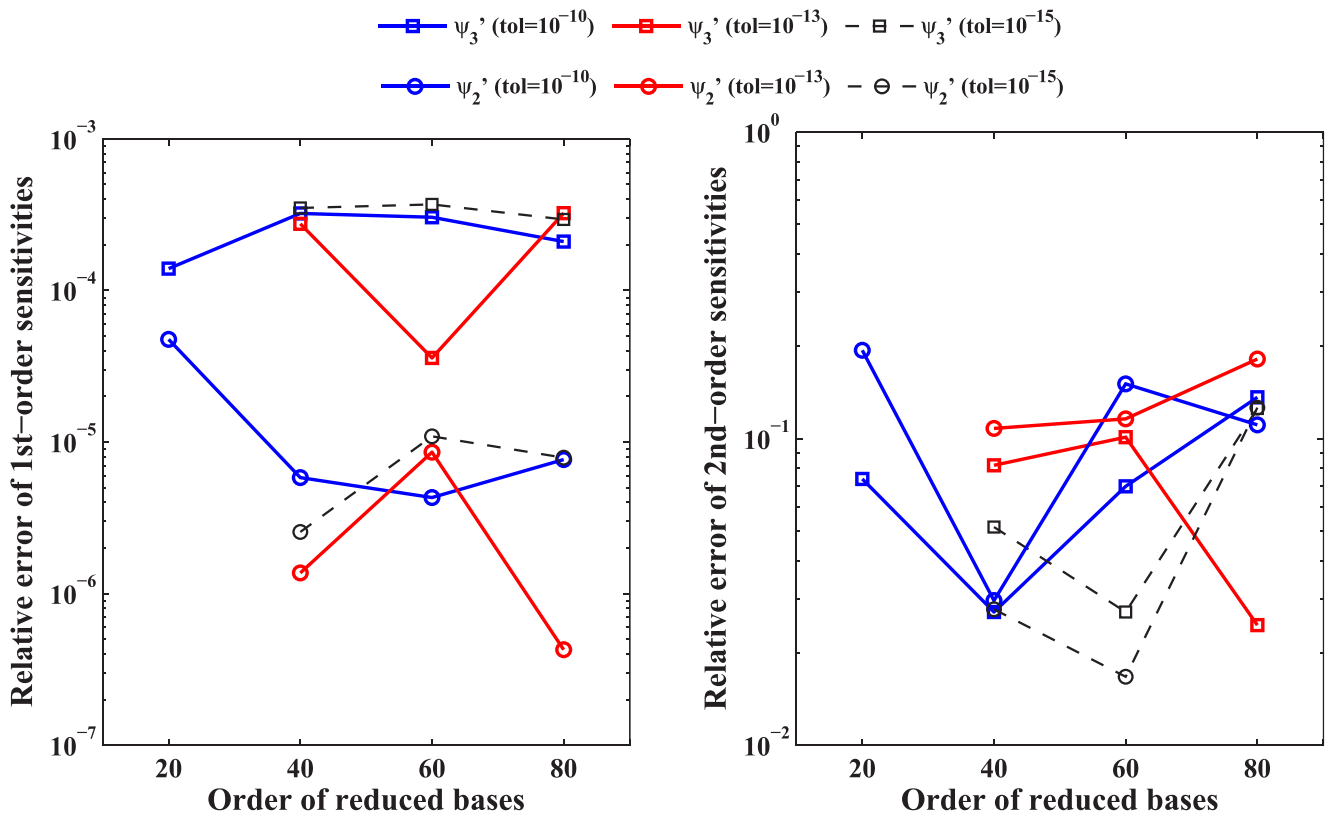 ψ₃’ (tol=10⁻¹⁰) ψ₃’ (tol=10⁻¹³) ψ₃’ (tol=10⁻¹⁵)
ψ₂’ (tol=10⁻¹⁰) ψ₂’ (tol=10⁻¹³) ψ₂’ (tol=10⁻¹⁵)
Relative error of 1st−order sensitivities
10⁻³
10⁻⁴
10⁻⁵
10⁻⁶
10⁻⁷
20 40 60 80
Order of reduced bases
Relative error of 2nd−order sensitivities
10⁰
10⁻¹
10⁻²
20 40 60 80
Order of reduced bases